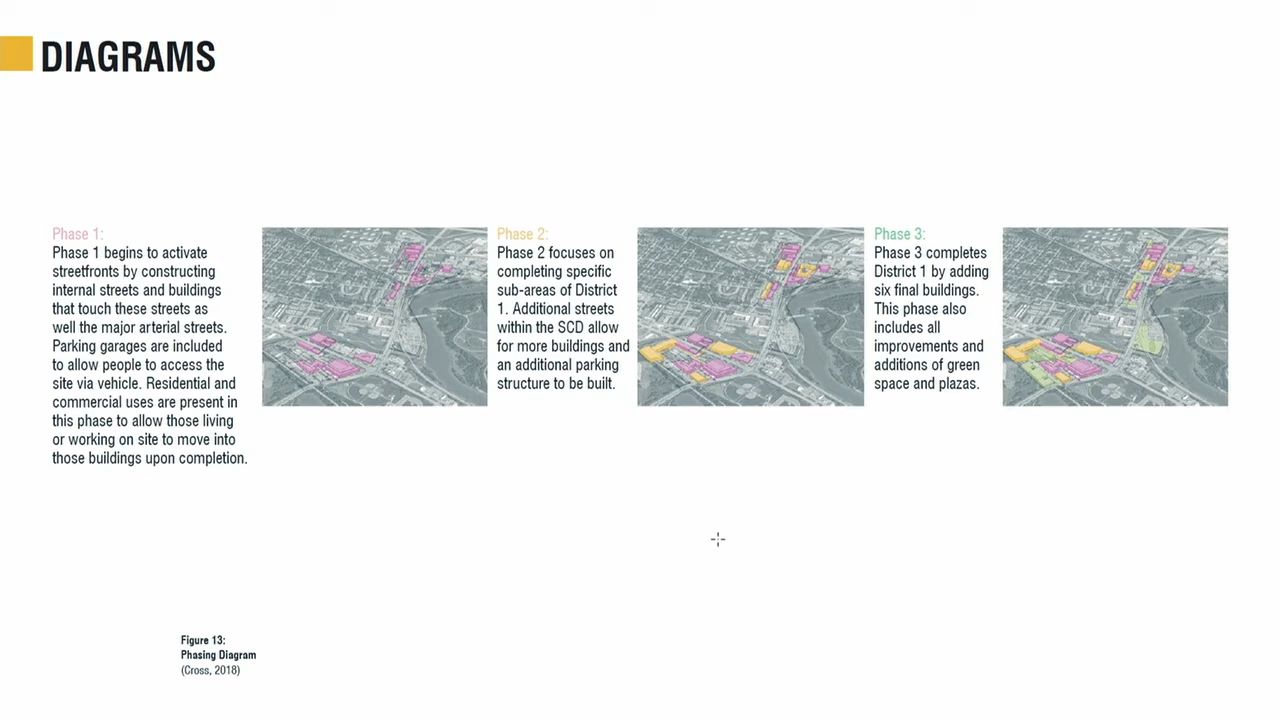 DIAGRAMS
Phase 1:
Phase 1 begins to activate
streetfronts by constructing
internal streets and buildings
that touch these streets as
well the major arterial streets.
Parking garages are included
to allow people to access the
site via vehicle. Residential and
commercial uses are present in
this phase to allow those living
or working on site to move into
those buildings upon completion.
Phase 2:
Phase 2 focuses on
completing specific
sub-areas of District
1. Additional streets
within the SCD allow
for more buildings and
an additional parking
structure to be built.
Phase 3:
Phase 3 completes
District 1 by adding
six final buildings.
This phase also
includes all
improvements and
additions of green
space and plazas.
Figure 13:
Phasing Diagram
(Cross, 2018)